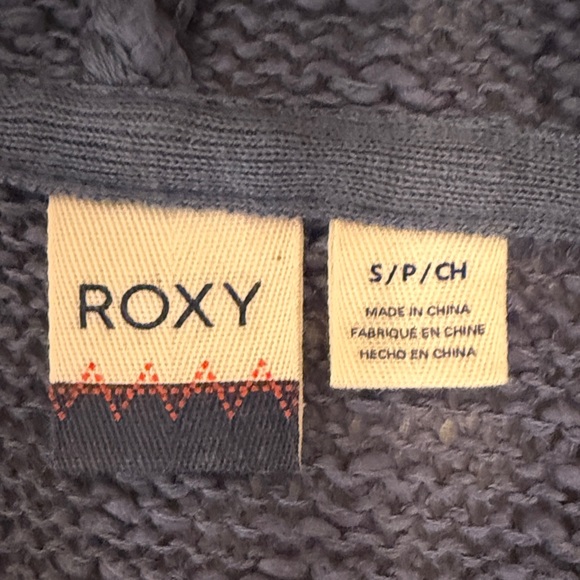 ROXY
S/P/CH
MADE IN CHINA
FABRIQUÉ EN CHINE
HECHO EN CHINA